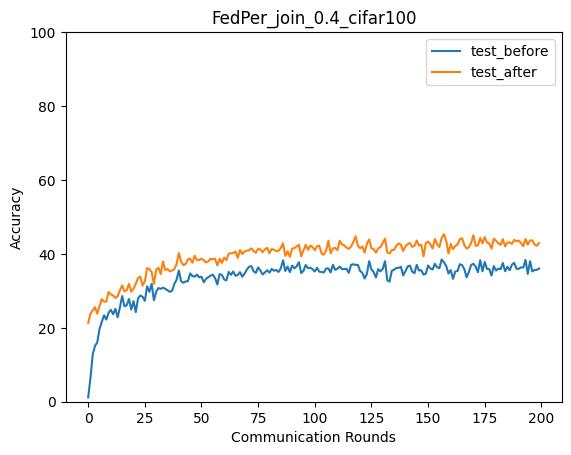 FedPer_join_0.4_cifar100
test_before
test_after
100
80
60
40
20
0
Accuracy
0 25 50 75 100 125 150 175 200
Communication Rounds